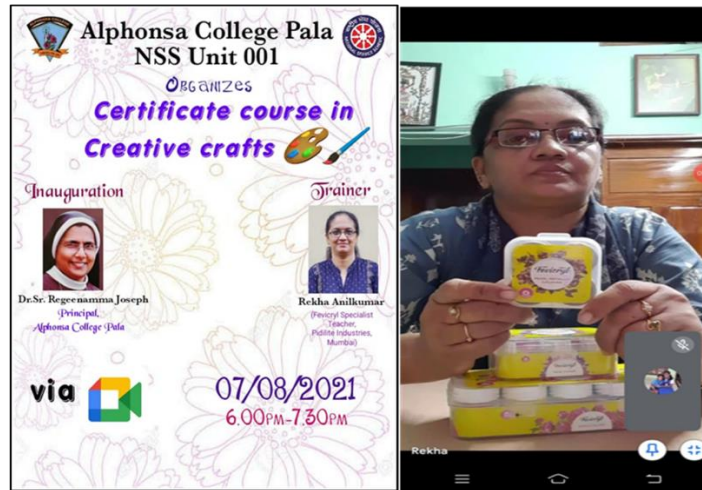 Alphonsa College Pala
NSS Unit 001
Organizes
Certificate course in
Creative crafts
Inauguration
Trainer
Dr.Sr. Regeenamma Joseph
Principal,
Alphonsa College Pala
Rekha Anilkumar
(Fevicryl Specialist
Teacher,
Pidilite Industries,
Mumbai)
via
07/08/2021
6.00PM-7.30PM
Fevicryl
Fevicryl
Fevicryl
Rekha